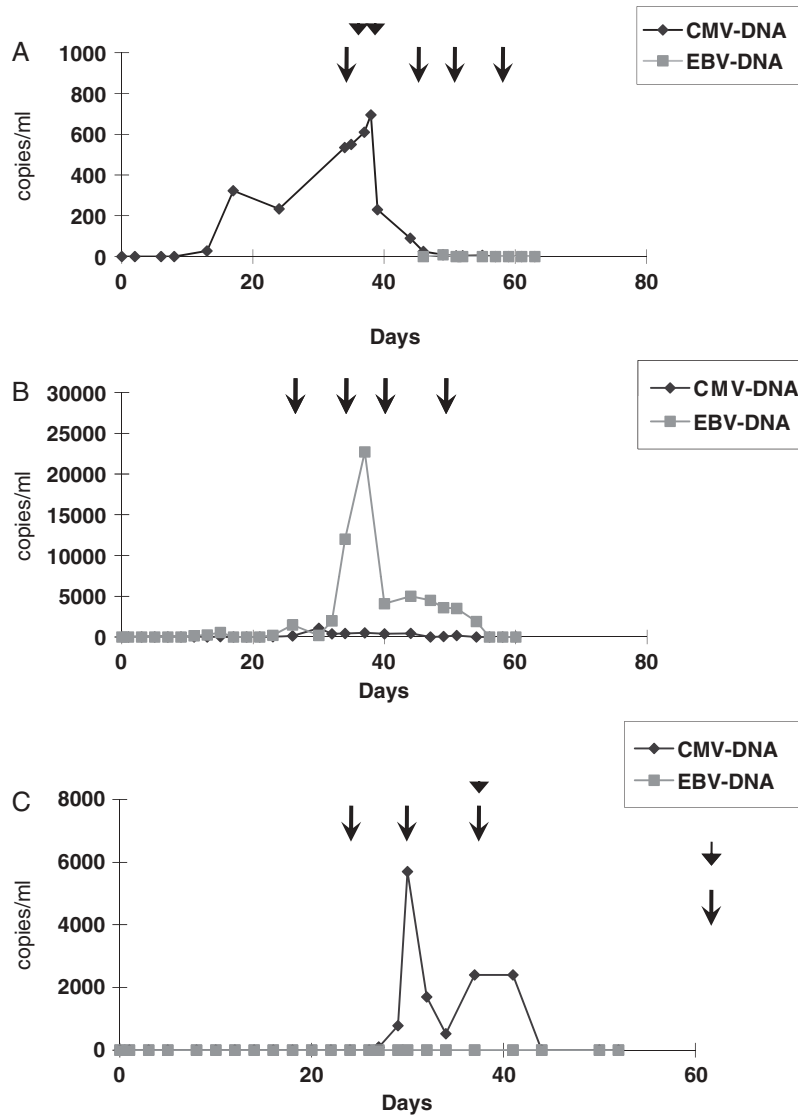 A
CMV-DNA
EBV-DNA
1000
800
600
400
200
0
copies/ml
0 20 40 60 80
Days
B
CMV-DNA
EBV-DNA
30000
25000
20000
15000
10000
5000
0
copies/ml
0 20 40 60 80
Days
C
CMV-DNA
EBV-DNA
8000
6000
4000
2000
0
copies/ml
0 20 40 60
Days